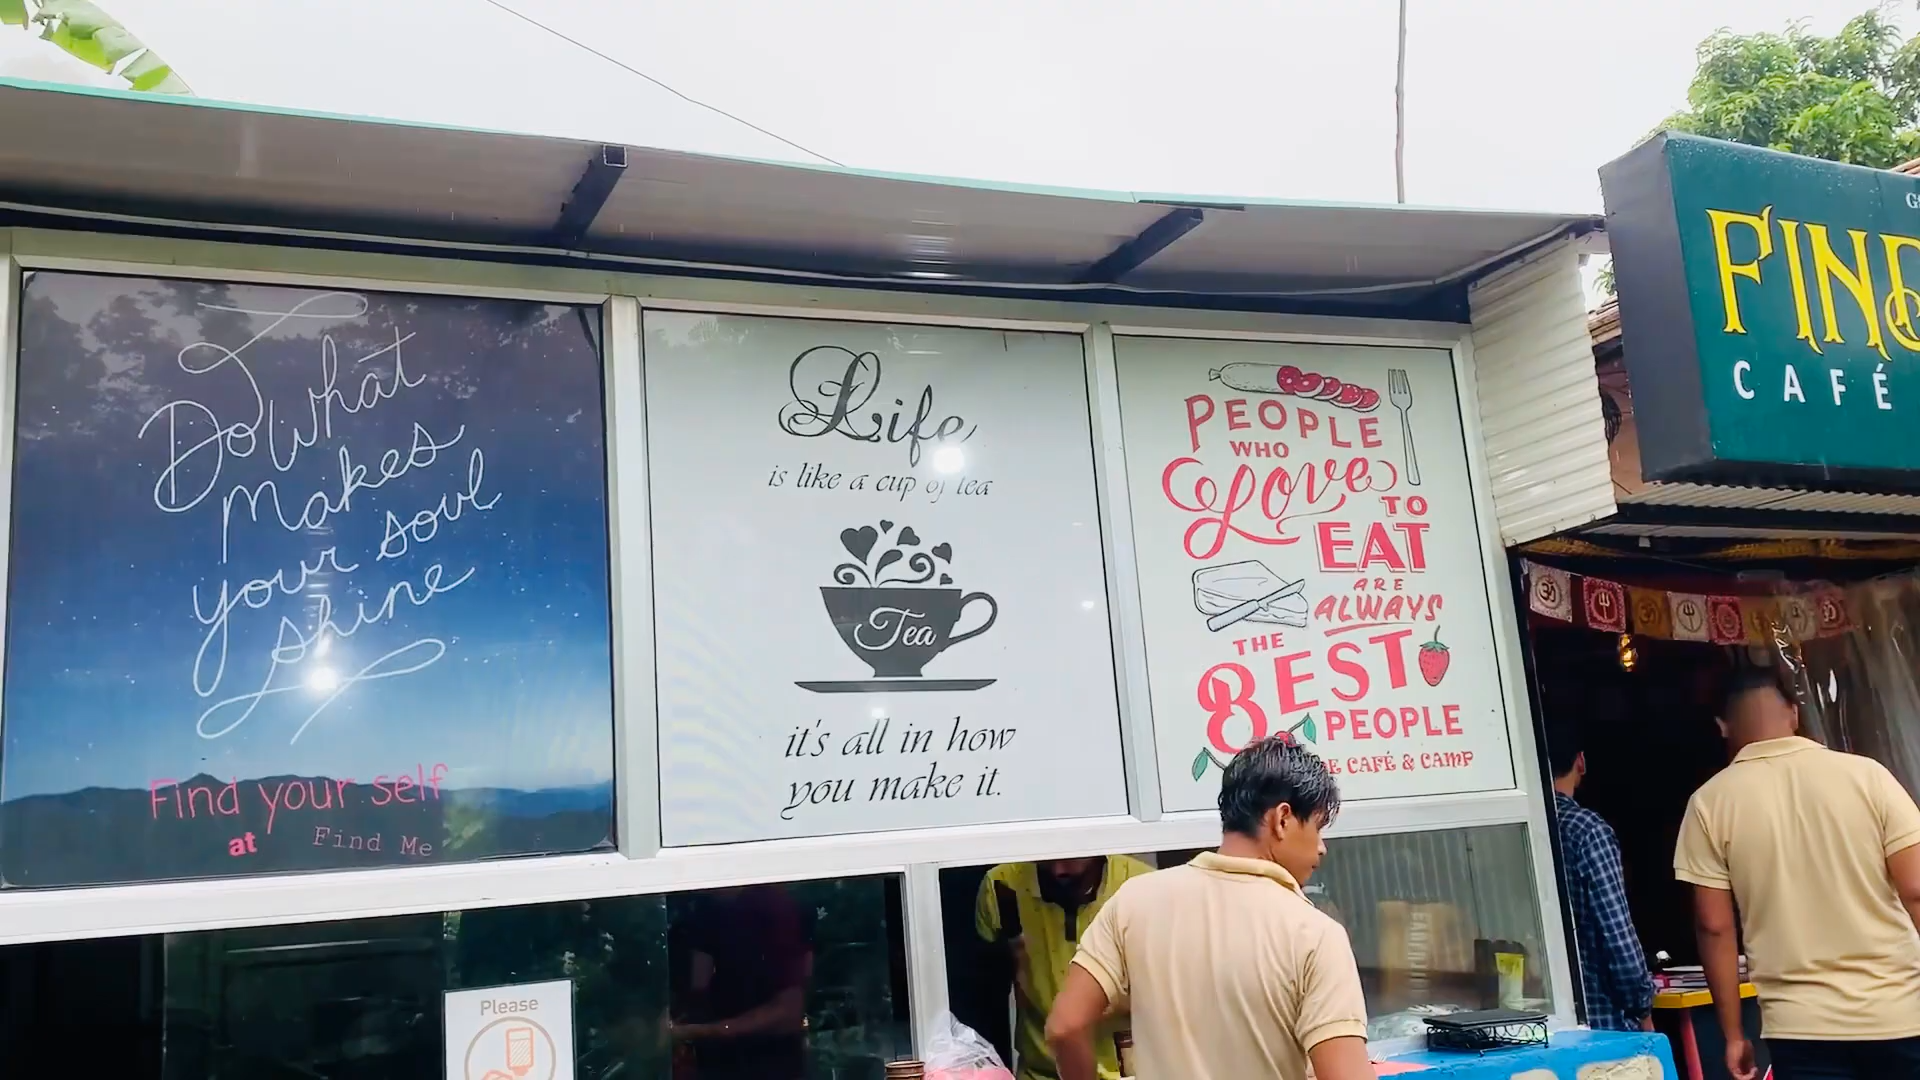 Do What
Makes
your soul
shine
Find your self
at Find Me
Life
is like a cup of tea
Tea
it's all in how
you make it.
PEOPLE
WHO
Love
TO
EAT
ARE
ALWAYS
THE
BEST
PEOPLE
CAFÉ & CAMP
CAFÉ
Please